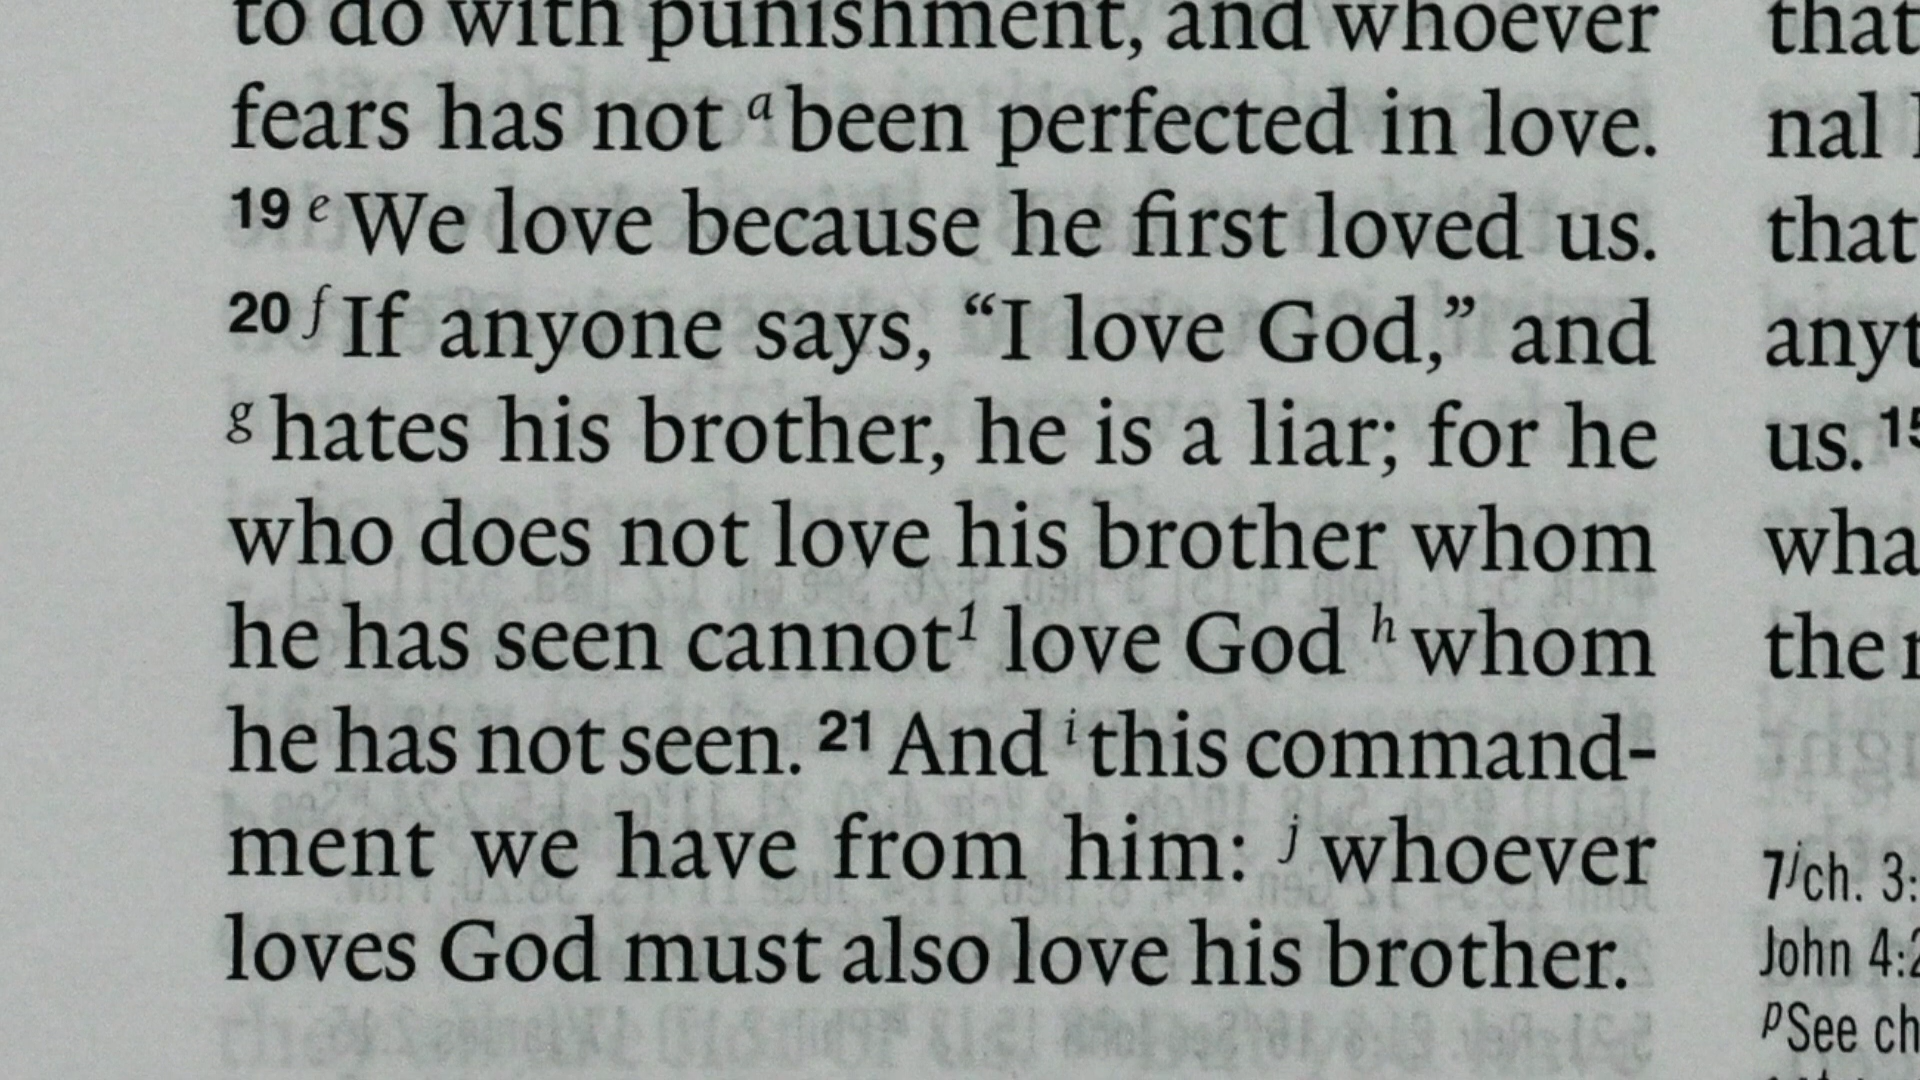 to do with punishment, and whoever
fears has not a been perfected in love.
19 e We love because he first loved us.
20 f If anyone says, “I love God,” and
g hates his brother, he is a liar; for he
who does not love his brother whom
he has seen cannot1 love God h whom
he has not seen. 21 And i this command-
ment we have from him: j whoever
loves God must also love his brother.
that
nal
that
us. 15
the
7 j ch. 3:
John 4:2
p See ch